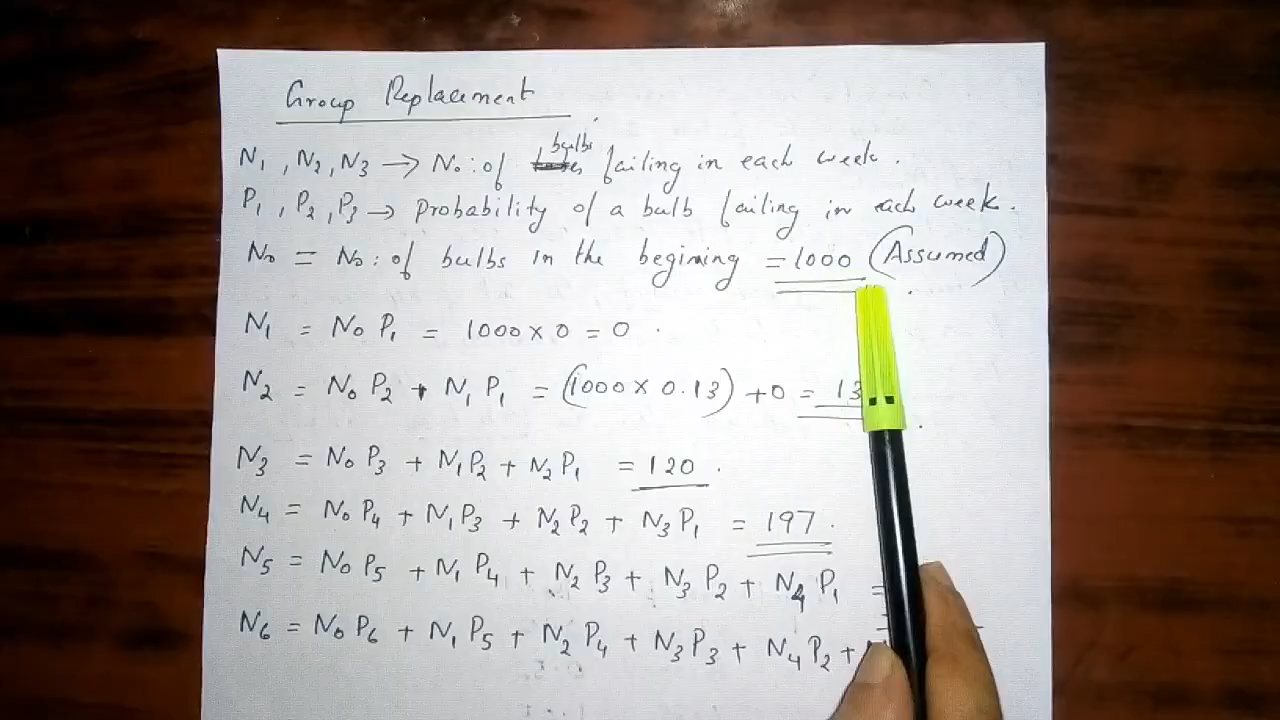 Group Replacement
N1, N2, N3 → No: of bulbs failing in each week.
P1, P2, P3 → probability of a bulb failing in each week.
No = No: of bulbs in the begining = 1000 (Assumed)
N1 = No P1 = 1000 x 0 = 0
N2 = No P2 + N1 P1 = (1000 x 0.13) + 0 = 13
N3 = No P3 + N1 P2 + N2 P1 = 120.
N4 = No P4 + N1 P3 + N2 P2 + N3 P1 = 197.
N5 = No P5 + N1 P4 + N2 P3 + N3 P2 + N4 P1 =
N6 = No P6 + N1 P5 + N2 P4 + N3 P3 + N4 P2 +